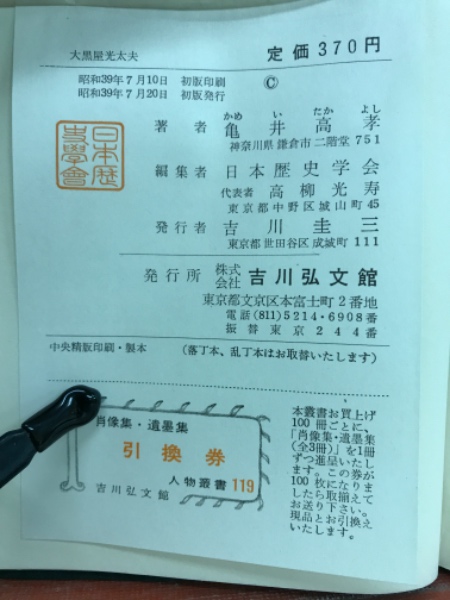 大黒屋光太夫
定価370円
昭和39年7月10日 初版印刷
昭和39年7月20日 初版発行
©
日本歴史學會
かめ い たか よし
著者 亀井高孝
神奈川県鎌倉市二階堂751
編集者 日本歴史学会
代表者 高柳光寿
東京都中野区城山町45
発行者 吉川圭三
東京都世田谷区成城町111
発行所 株式会社 吉川弘文館
東京都文京区本富士町2番地
電話(811)5214・6908番
振替東京244番
中央精版印刷・製本 (落丁本、乱丁本はお取替いたします)
肖像集・遺墨集
引換券
人物叢書 119
吉川弘文館
本叢書お買上げ
100冊ごとに、
「肖像集・遺墨集
(全3冊)」を1冊
ずつ進呈いたし
ます。この券が
100枚になりま
したら取揃えて
お送り下さい。
現品とお引換え
いたします。